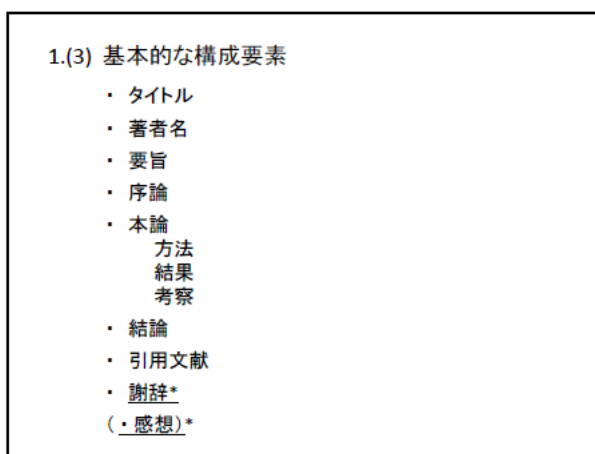 1.(3) 基本的な構成要素
・ タイトル
・ 著者名
・ 要旨
・ 序論
・ 本論
方法
結果
考察
・ 結論
・ 引用文献
・ 謝辞*
（・感想）*